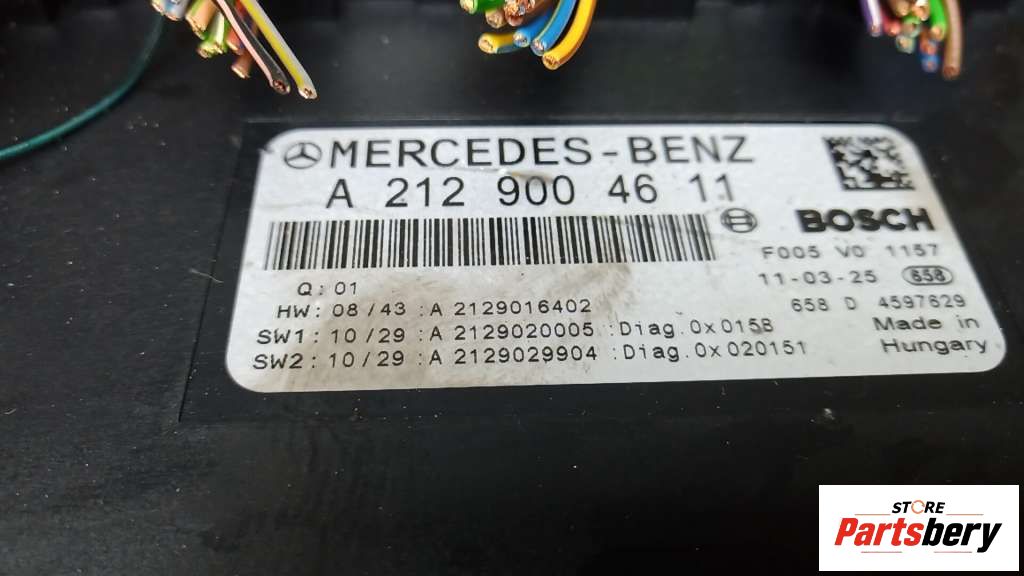 MERCEDES-BENZ
A 212 900 46 11
BOSCH
F005 V0 1157
11-03-25 658
658 D 4597629
Made in
Hungary
Q: 01
HW: 08/43 :A 2129016402
SW1: 10/29 :A 2129020005 :Diag.0x0158
SW2: 10/29 :A 2129029904 :Diag.0x020151
STORE
Partsbery